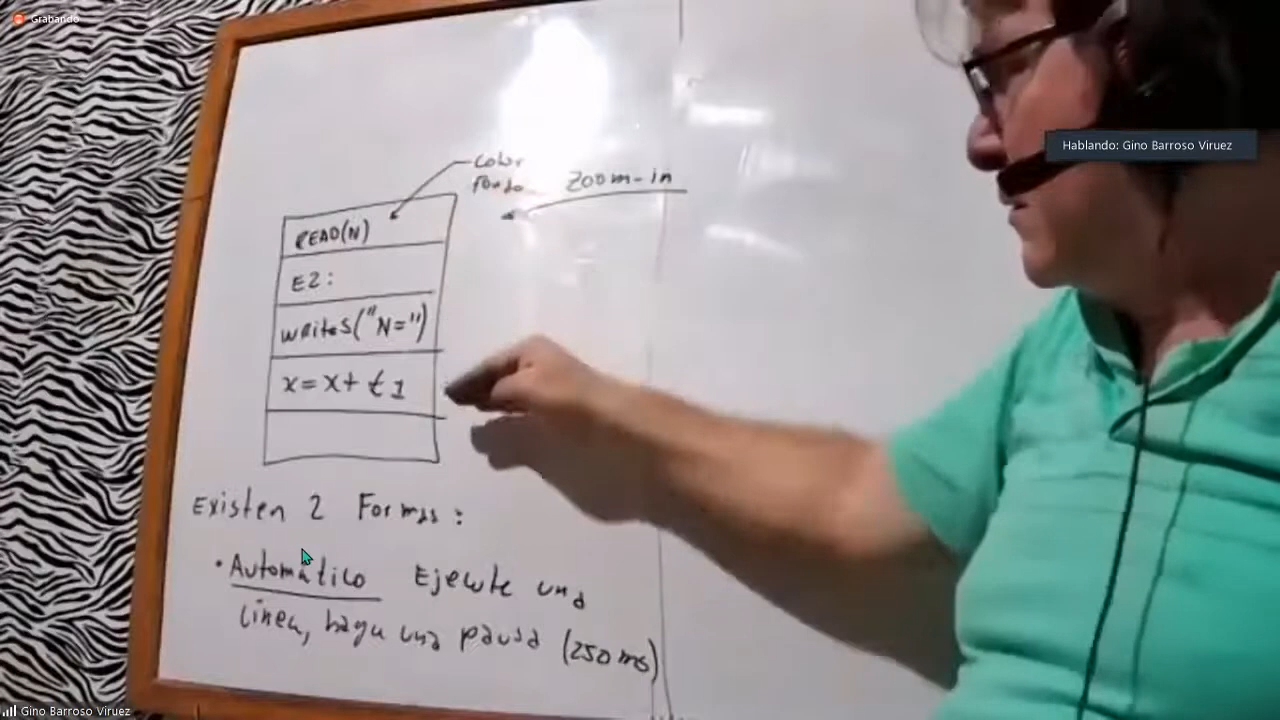 Grabando
Hablando: Gino Barroso Viruez
Color
fondo
Zoom-in
READ(N)
E2:
writes("N=")
x = x + t1
Existen 2 Formas:
• Automático Ejecute una
línea, haga una pausa (250 ms)
Gino Barroso Viruez